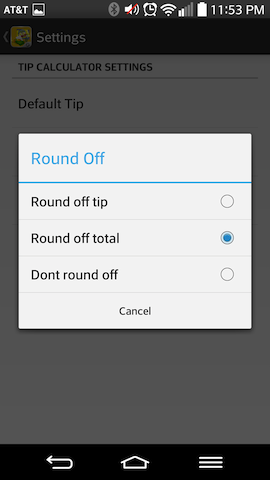 AT&T 11:53 PM
Settings
TIP CALCULATOR SETTINGS
Default Tip
Round Off
Round off tip
Round off total
Dont round off
Cancel